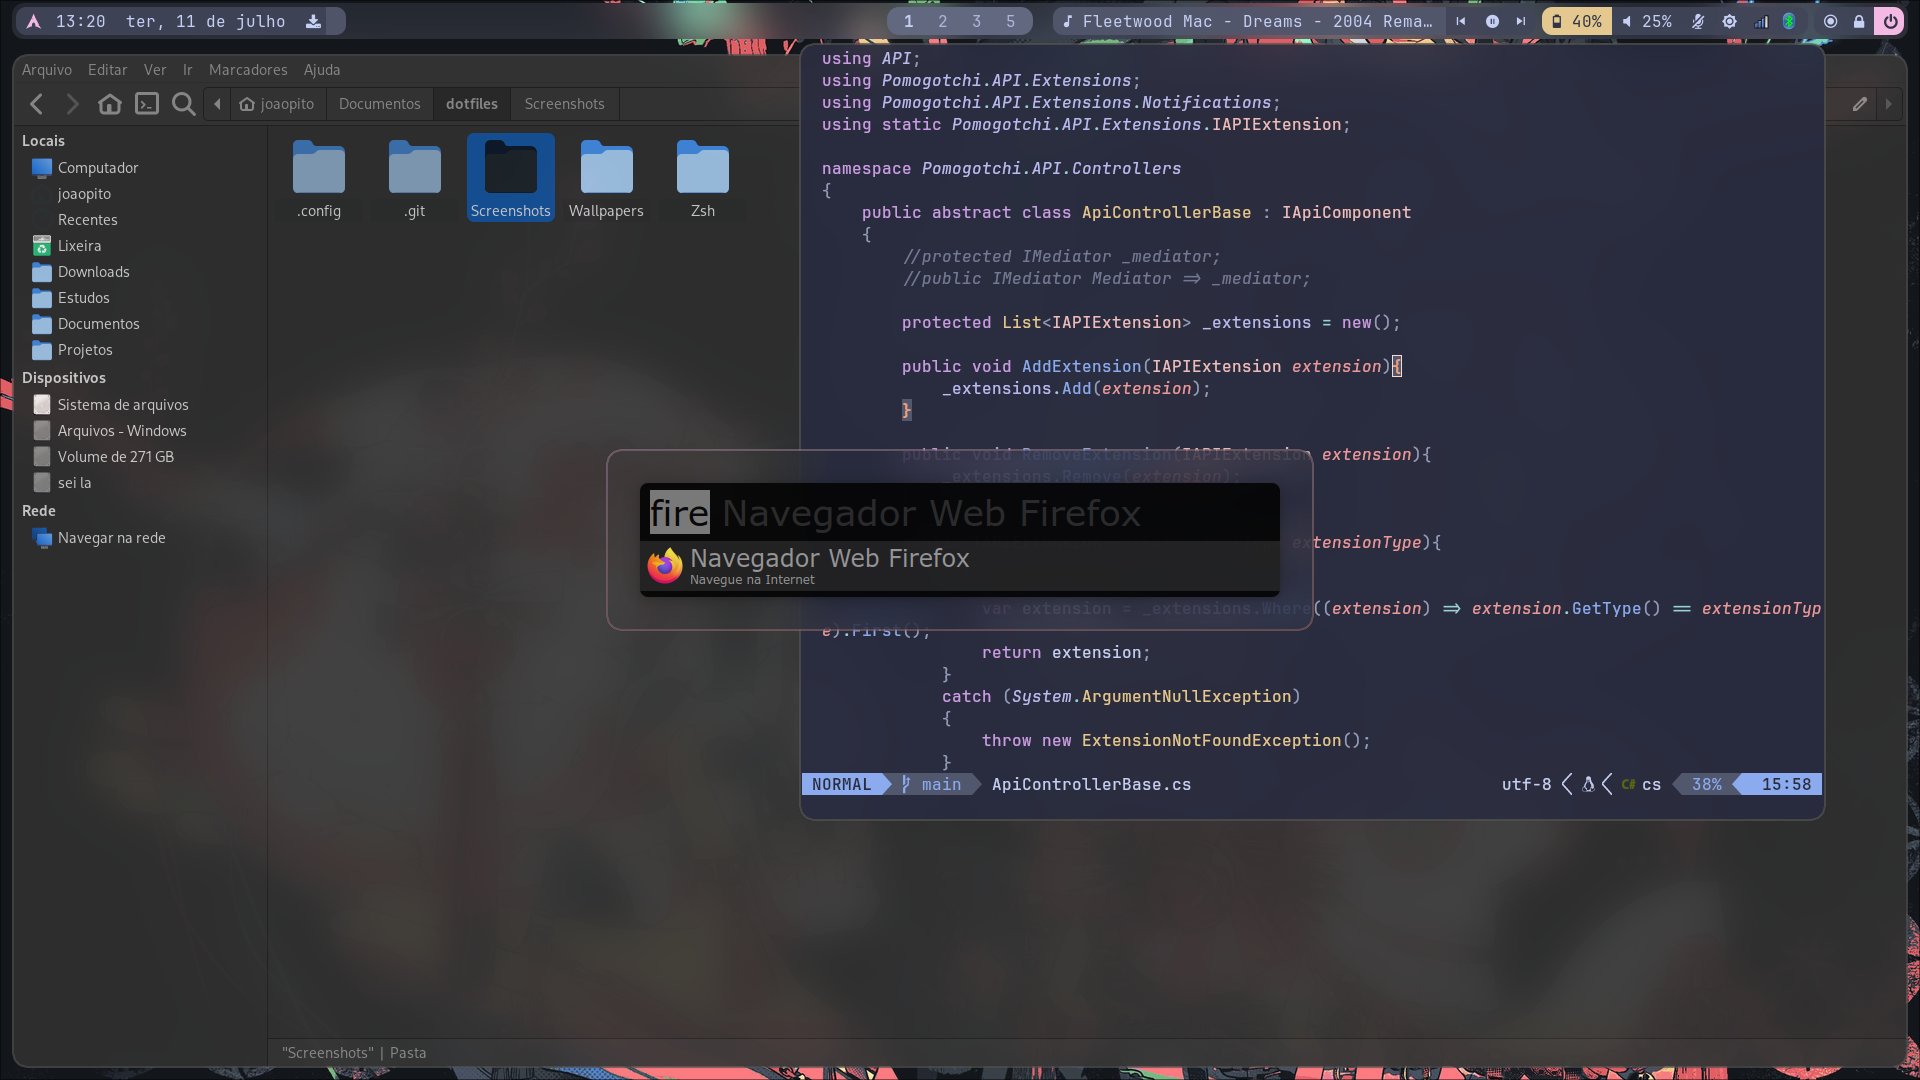 13:20 ter, 11 de julho
1 2 3 5
Fleetwood Mac - Dreams - 2004 Rema…
40% 25%
Arquivo Editar Ver Ir Marcadores Ajuda
joaopito Documentos dotfiles Screenshots
Locais
Computador
joaopito
Recentes
Lixeira
Downloads
Estudos
Documentos
Projetos
Dispositivos
Sistema de arquivos
Arquivos - Windows
Volume de 271 GB
sei la
Rede
Navegar na rede
.config .git Screenshots Wallpapers Zsh
"Screenshots" | Pasta
using API;
using Pomogotchi.API.Extensions;
using Pomogotchi.API.Extensions.Notifications;
using static Pomogotchi.API.Extensions.IAPIExtension;
namespace Pomogotchi.API.Controllers
{
public abstract class ApiControllerBase : IApiComponent
{
//protected IMediator _mediator;
//public IMediator Mediator => _mediator;
protected List<IAPIExtension> _extensions = new();
public void AddExtension(IAPIExtension extension){
_extensions.Add(extension);
}
public void RemoveExtension(IAPIExtension extension){
_extensions.Remove(extension);
extensionType){
var extension = _extensions.Where((extension) => extension.GetType() == extensionTyp
e).First();
return extension;
}
catch (System.ArgumentNullException)
{
throw new ExtensionNotFoundException();
}
NORMAL main ApiControllerBase.cs utf-8 C# cs 38% 15:58
fire Navegador Web Firefox
Navegador Web Firefox
Navegue na Internet